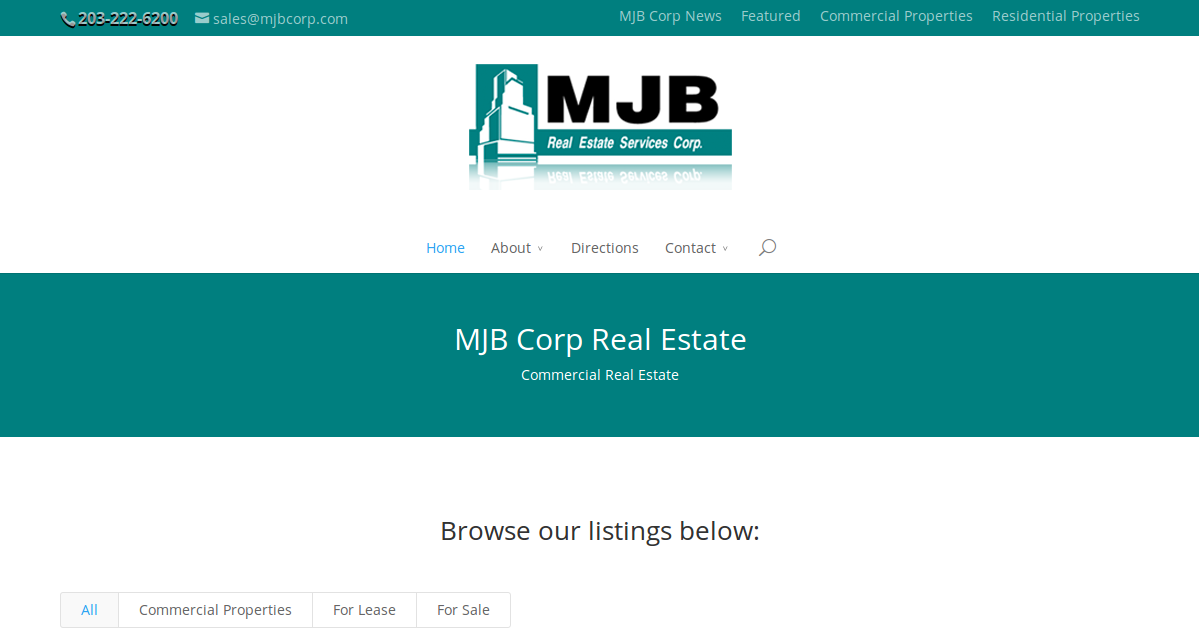 203-222-6200 sales@mjbcorp.com MJB Corp News Featured Commercial Properties Residential Properties
MJB
Real Estate Services Corp.
Home About Directions Contact
MJB Corp Real Estate
Commercial Real Estate
Browse our listings below:
All Commercial Properties For Lease For Sale